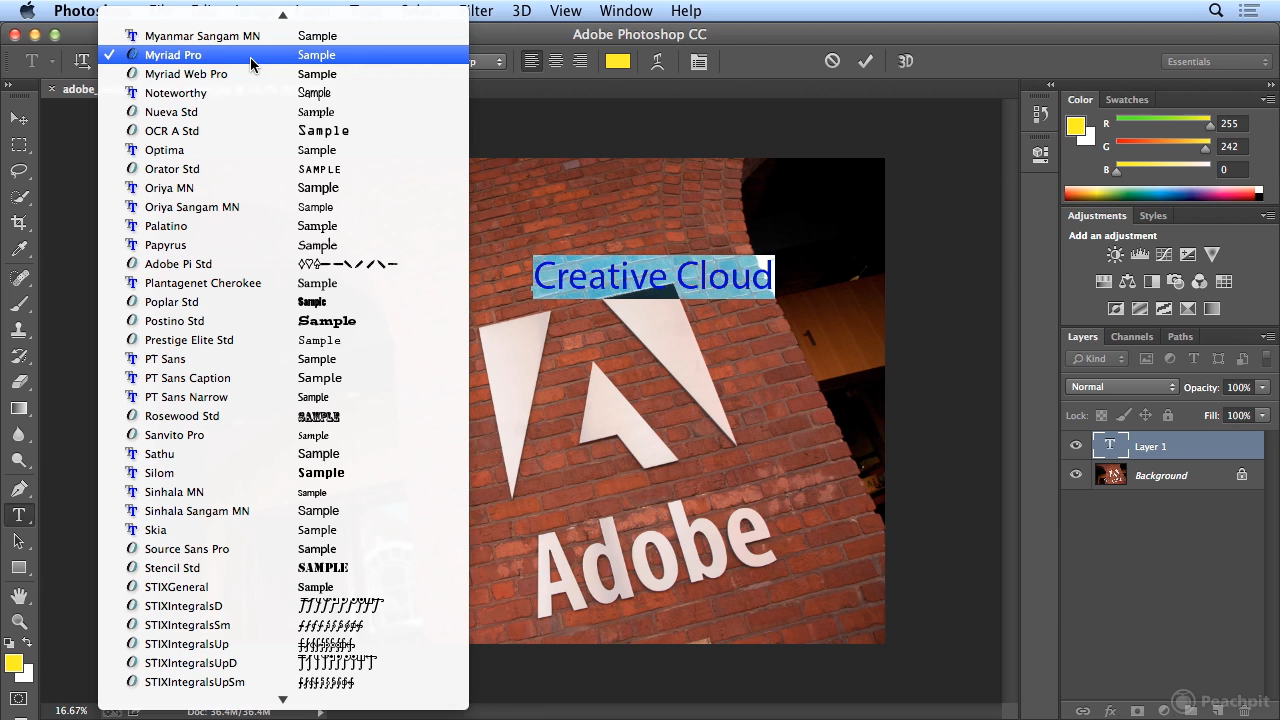 Photosh
Filter 3D View Window Help
Adobe Photoshop CC
Essentials
adobe_
Myanmar Sangam MN Sample
Myriad Pro Sample
Myriad Web Pro Sample
Noteworthy Sample
Nueva Std Sample
OCR A Std Sample
Optima Sample
Orator Std SAMPLE
Oriya MN Sample
Oriya Sangam MN Sample
Palatino Sample
Papyrus Sample
Adobe Pi Std
Plantagenet Cherokee Sample
Poplar Std Sample
Postino Std Sample
Prestige Elite Std Sample
PT Sans Sample
PT Sans Caption Sample
PT Sans Narrow Sample
Rosewood Std SAMPLE
Sanvito Pro Sample
Sathu Sample
Silom Sample
Sinhala MN Sample
Sinhala Sangam MN Sample
Skia Sample
Source Sans Pro Sample
Stencil Std SAMPLE
STIXGeneral Sample
STIXIntegralsD
STIXIntegralsSm
STIXIntegralsUp
STIXIntegralsUpD
STIXIntegralsUpSm
16.67% Doc: 36.4M/36.4M
Creative Cloud
Adobe
Color Swatches
R 255
G 242
B 0
Adjustments Styles
Add an adjustment
Layers Channels Paths
Kind
Normal Opacity: 100%
Lock: Fill: 100%
Layer 1
Background
Peachpit